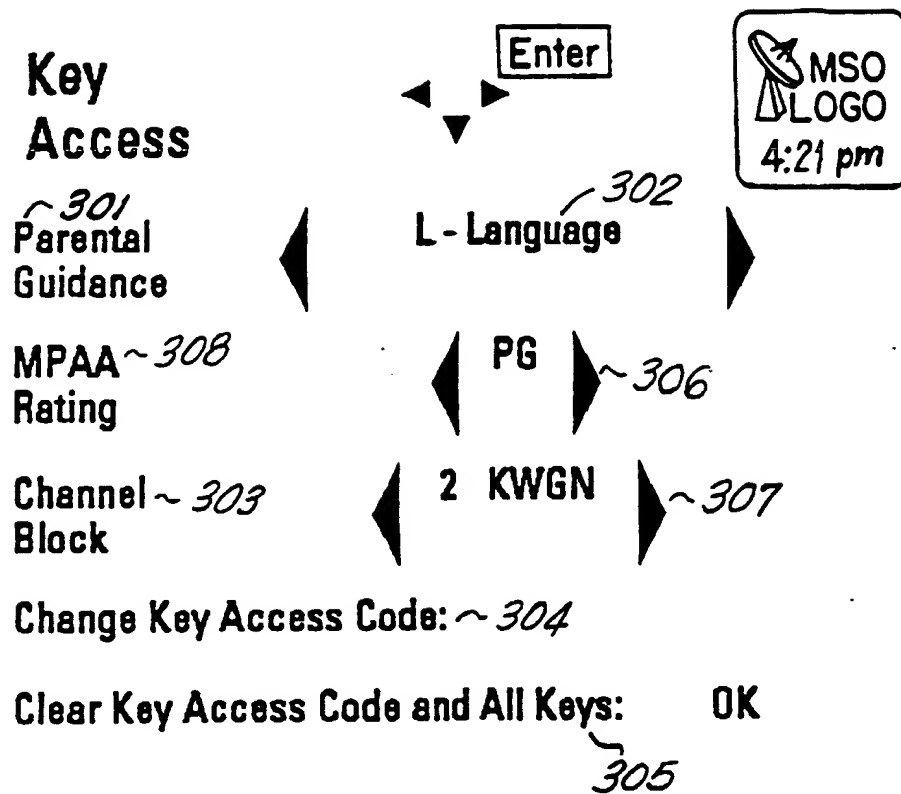 Key
Access
Enter
MSO
LOGO
4:21 pm
~301
Parental
Guidance
L-Language
302
MPAA ~308
Rating
PG
~306
Channel ~303
Block
2 KWGN
~307
Change Key Access Code: ~304
Clear Key Access Code and All Keys: OK
305